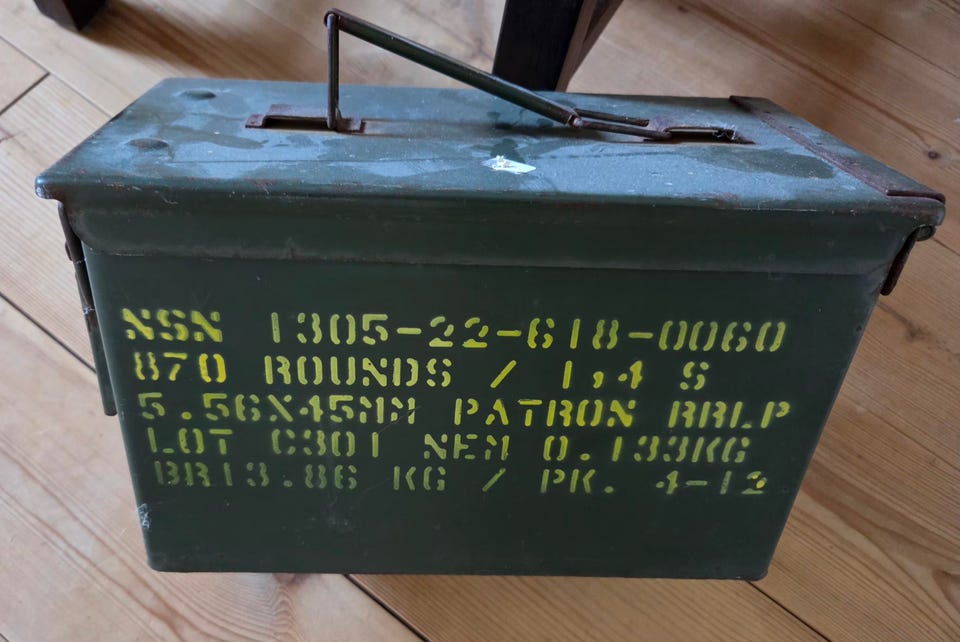 NSN 1305-22-618-0060
870 ROUNDS / 1,4 S
5.56X45MM PATRON RRLP
LOT C301 NEM 0.133KG
BR13.86 KG / PK. 4-12